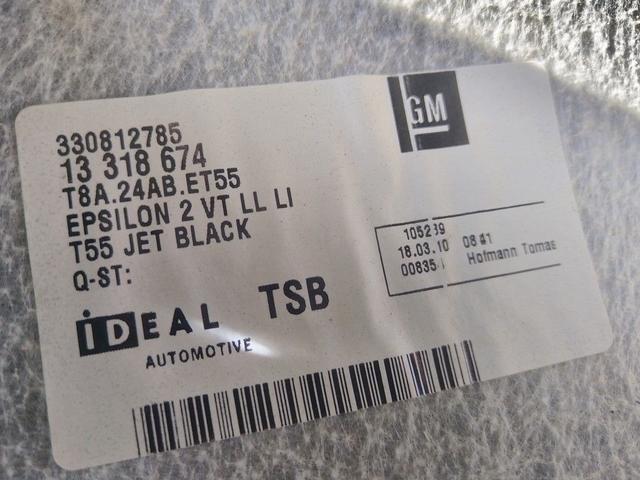 GM
330812785
13 318 674
T8A.24AB.ET55
EPSILON 2 VT LL LI
T55 JET BLACK
Q-ST:
105239
18.03.10
Hofmann Tomas
iDEAL TSB
AUTOMOTIVE